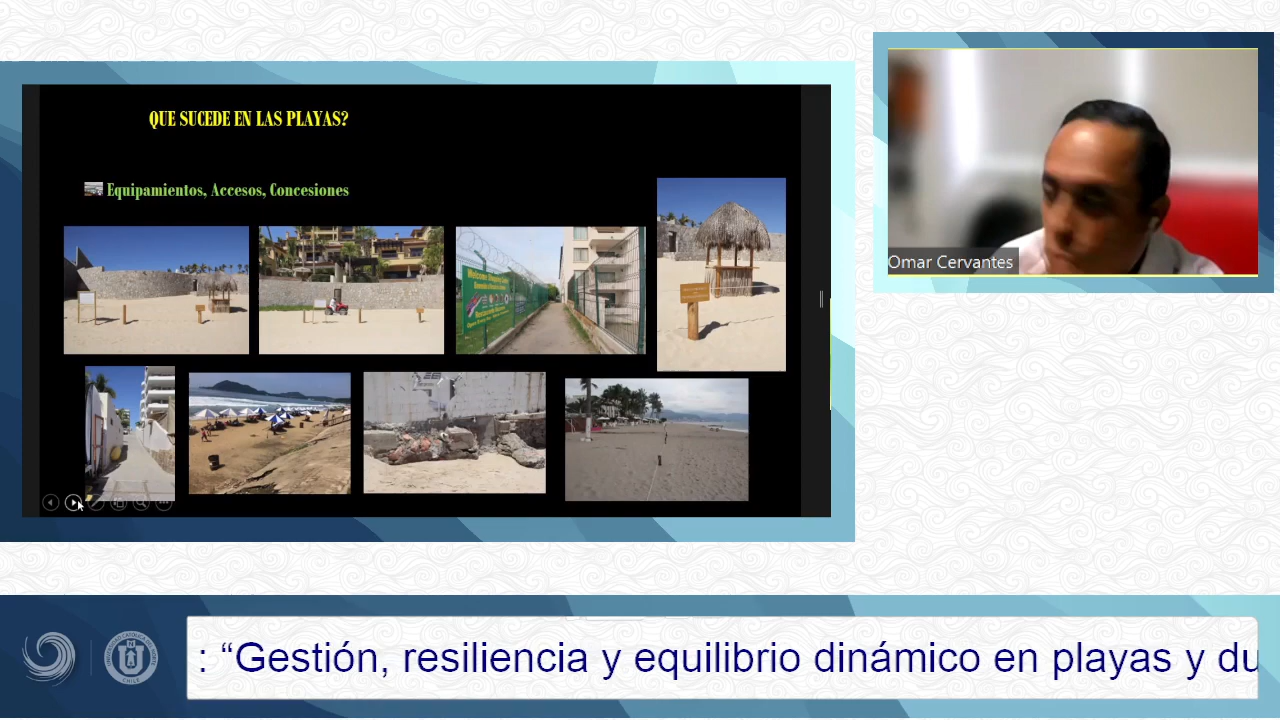 QUE SUCEDE EN LAS PLAYAS?
Equipamientos, Accesos, Concesiones
Omar Cervantes
: “Gestión, resiliencia y equilibrio dinámico en playas y du